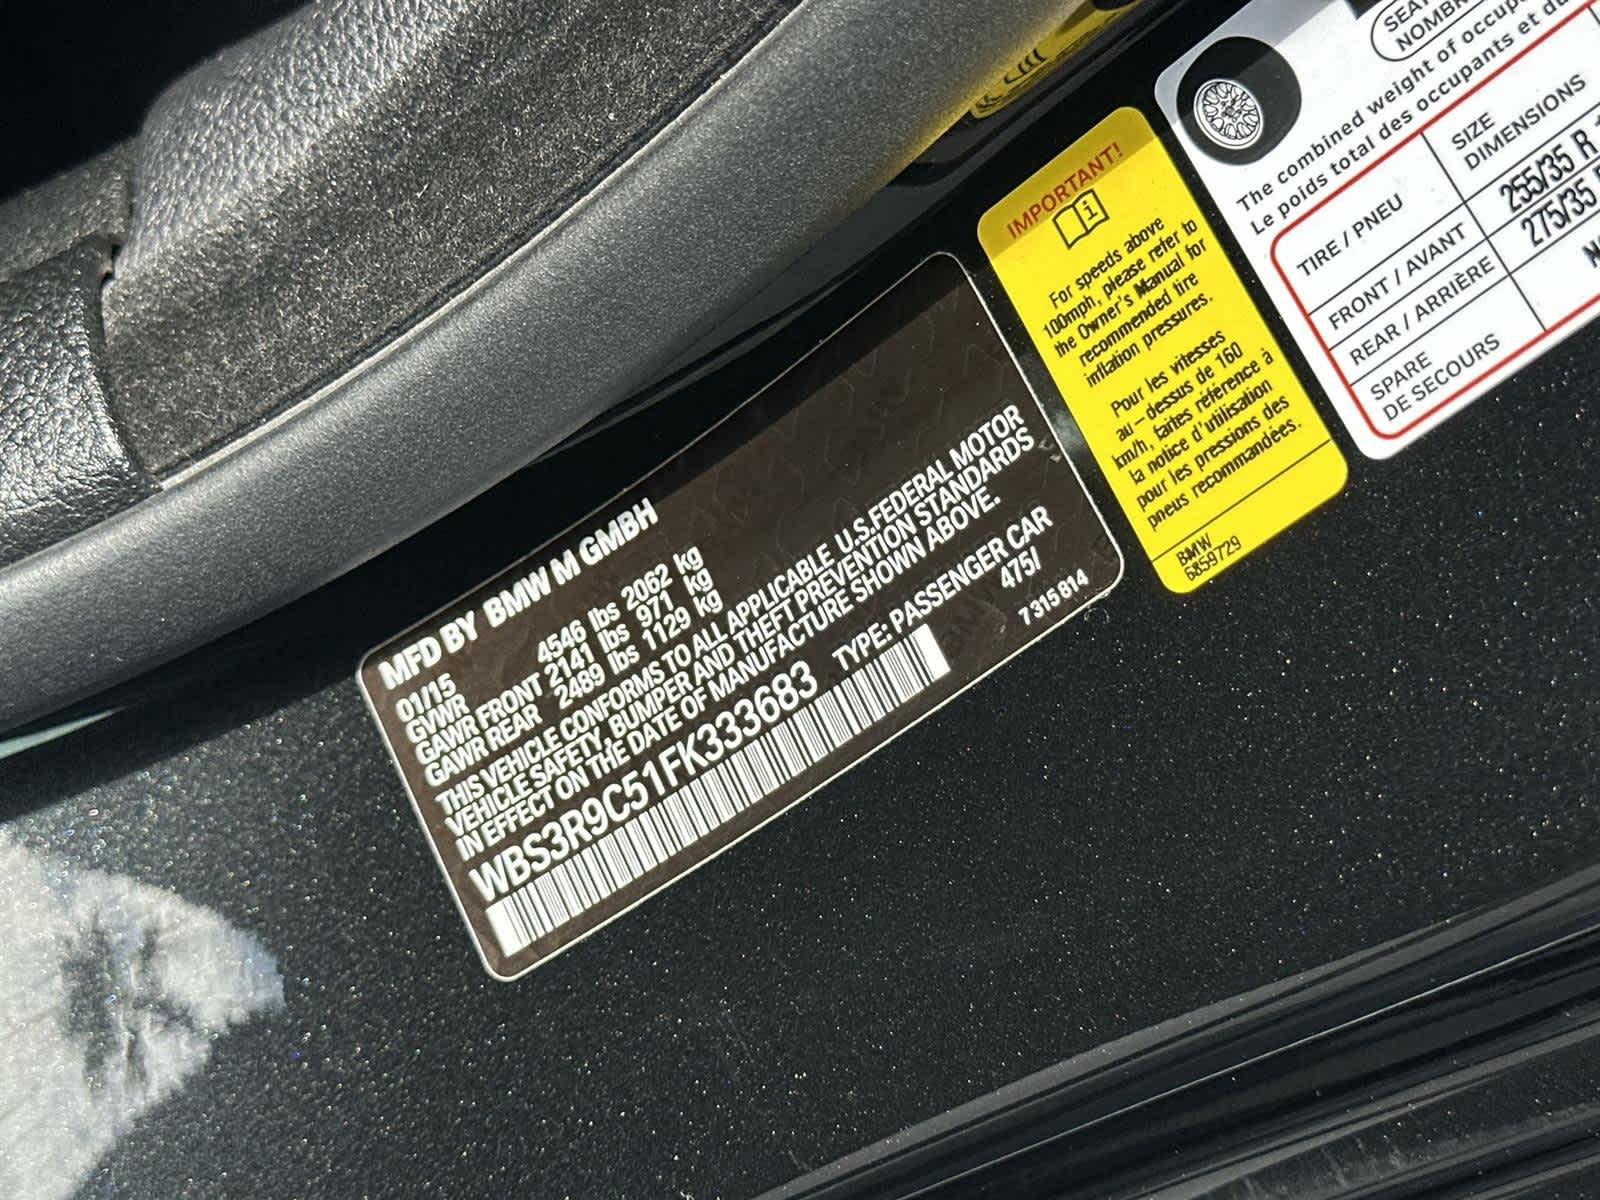 MFD BY BMW M GMBH
01/15
GVWR 4546 lbs 2062 kg
GAWR FRONT 2141 lbs 971 kg
GAWR REAR 2489 lbs 1129 kg
THIS VEHICLE CONFORMS TO ALL APPLICABLE U.S.FEDERAL MOTOR
VEHICLE SAFETY, BUMPER AND THEFT PREVENTION STANDARDS
IN EFFECT ON THE DATE OF MANUFACTURE SHOWN ABOVE.
WBS3R9C51FK333683 TYPE: PASSENGER CAR
475/
7 315 814
IMPORTANT!
i
For speeds above
100mph, please refer to
the Owner's Manual for
recommended tire
inflation pressures.
Pour les vitesses
au-dessus de 160
km/h, faites référence à
la notice d'utilisation
pour les pressions des
pneus recommandées.
BMW
6859729
The combined weight of
Le poids total des occupants et du
TIRE / PNEU
SIZE
DIMENSIONS
FRONT / AVANT 255/35 R
REAR / ARRIÈRE 275/35
SPARE
DE SECOURS